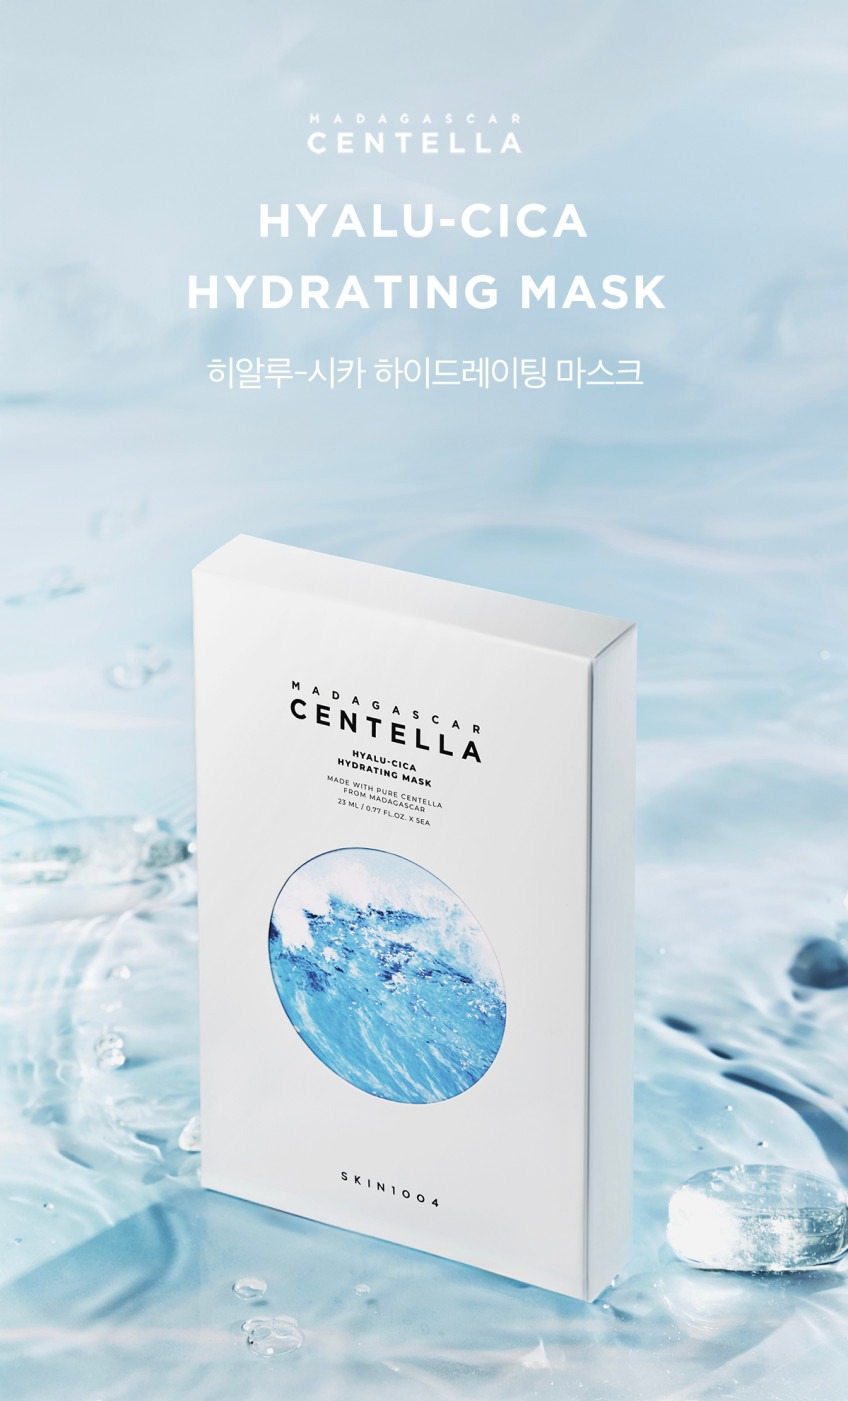 MADAGASCAR
CENTELLA
HYALU-CICA
HYDRATING MASK
히알루-시카 하이드레이팅 마스크
MADAGASCAR
CENTELLA
HYALU-CICA
HYDRATING MASK
MADE WITH PURE CENTELLA
FROM MADAGASCAR
23 ML / 0.77 FL.OZ. X 5EA
SKIN1004